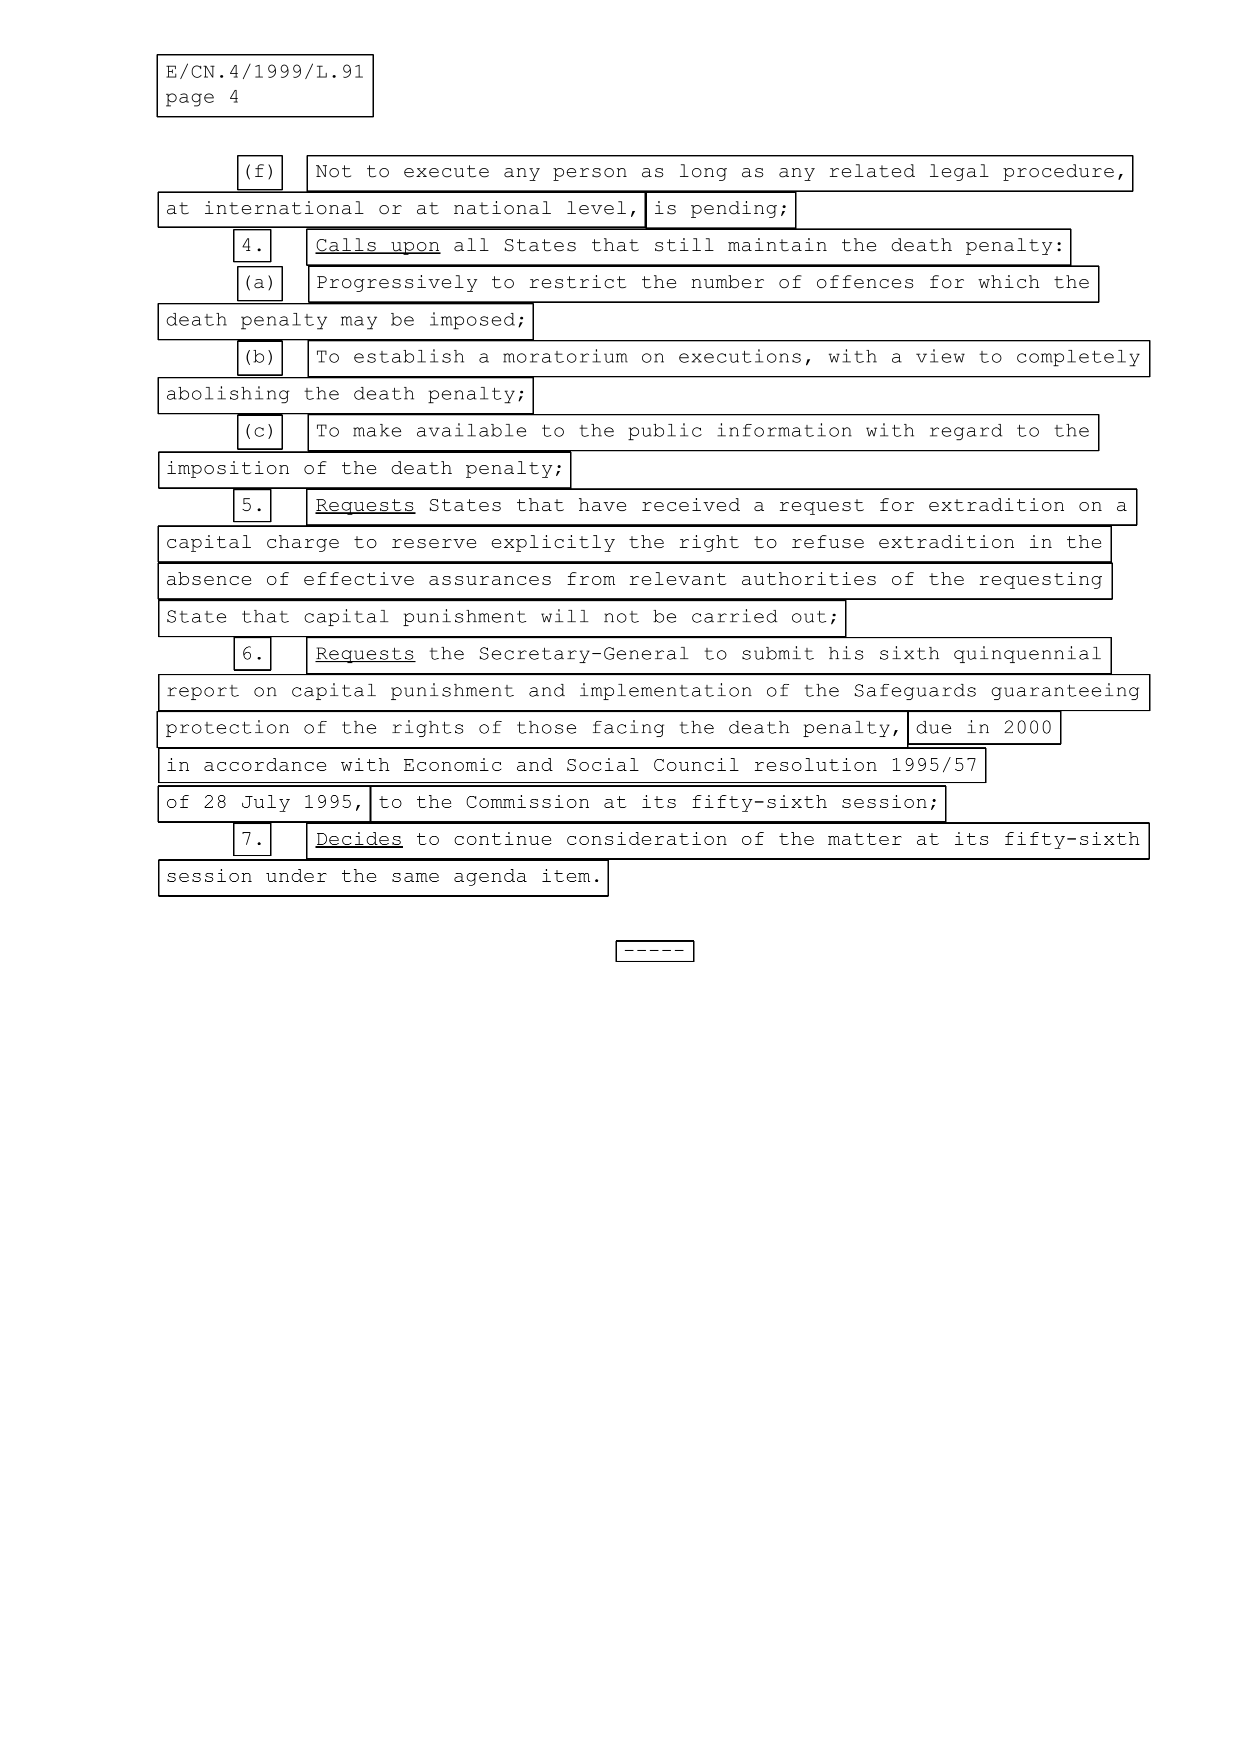 E/CN.4/1999/L.91
page 4
(f) Not to execute any person as long as any related legal procedure,
at international or at national level, is pending;
4. Calls upon all States that still maintain the death penalty:
(a) Progressively to restrict the number of offences for which the
death penalty may be imposed;
(b) To establish a moratorium on executions, with a view to completely
abolishing the death penalty;
(c) To make available to the public information with regard to the
imposition of the death penalty;
5. Requests States that have received a request for extradition on a
capital charge to reserve explicitly the right to refuse extradition in the
absence of effective assurances from relevant authorities of the requesting
State that capital punishment will not be carried out;
6. Requests the Secretary-General to submit his sixth quinquennial
report on capital punishment and implementation of the Safeguards guaranteeing
protection of the rights of those facing the death penalty, due in 2000
in accordance with Economic and Social Council resolution 1995/57
of 28 July 1995, to the Commission at its fifty-sixth session;
7. Decides to continue consideration of the matter at its fifty-sixth
session under the same agenda item.
-----